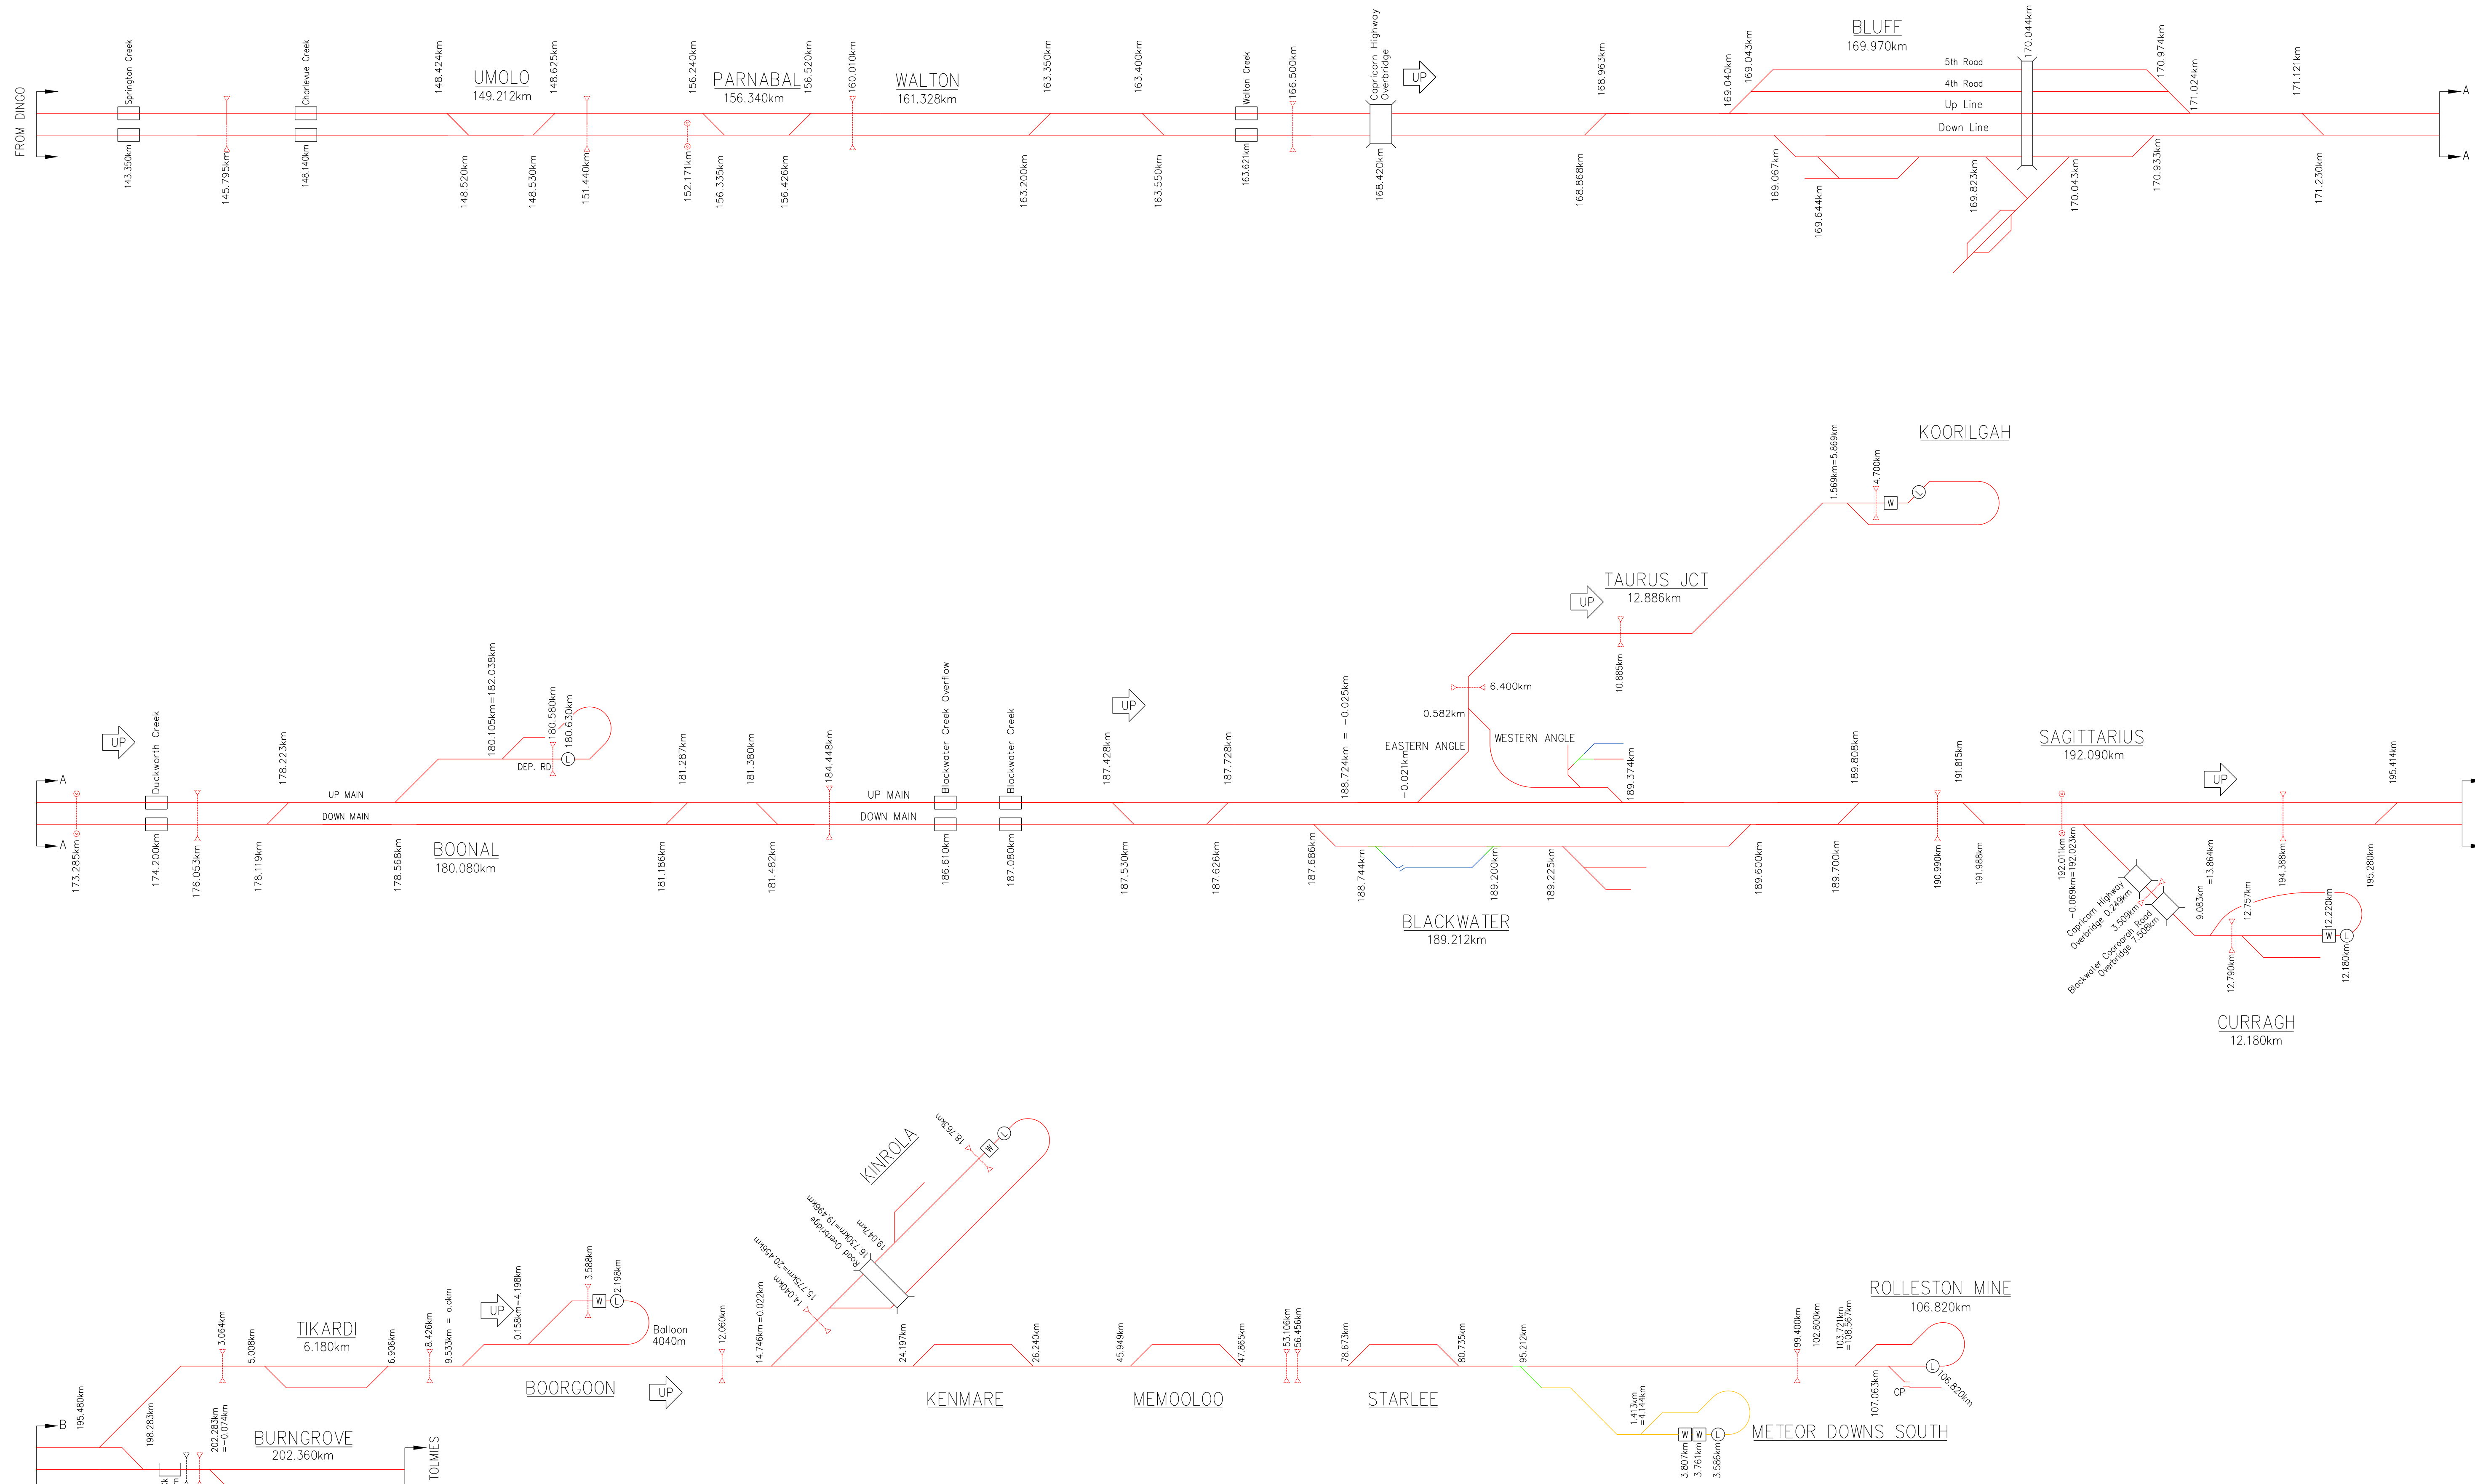 FROM DINGO
Springton Creek
143.350km
145.795km
Charlevue Creek
148.140km
148.424km
148.520km
UMOLO
149.212km
148.530km
148.625km
151.440km
152.171km
156.240km
156.335km
PARNABAL
156.340km
156.426km
156.520km
160.010km
WALTON
161.328km
163.200km
163.350km
163.400km
163.550km
Walton Creek
163.621km
166.500km
Capricorn Highway
Overbridge
168.420km
UP
168.868km
168.963km
169.040km
169.043km
169.067km
169.644km
BLUFF
169.970km
5th Road
4th Road
Up Line
Down Line
169.823km
170.044km
170.043km
170.933km
170.974km
171.024km
171.121km
171.230km
A
A
KOORILGAH
1.569km=5.869km
4.700km
W
L
TAURUS JCT
12.886km
UP
10.885km
6.400km
0.582km
EASTERN ANGLE
WESTERN ANGLE
A
A
173.285km
UP
Duckworth Creek
174.200km
176.053km
178.119km
178.223km
UP MAIN
DOWN MAIN
178.568km
BOONAL
180.080km
180.105km=182.038km
DEP. RD
180.580km
180.630km
L
181.186km
181.287km
181.380km
181.482km
184.448km
UP MAIN
DOWN MAIN
Blackwater Creek Overflow
186.610km
Blackwater Creek
187.080km
UP
187.428km
187.530km
187.626km
187.728km
187.686km
188.724km = -0.025km
188.744km
-0.021km
BLACKWATER
189.212km
189.200km
189.225km
189.374km
189.600km
189.700km
189.808km
190.990km
191.815km
191.988km
SAGITTARIUS
192.090km
192.011km
-0.069km=192.023km
UP
194.388km
195.280km
195.414km
Capricorn Highway
Overbridge 0.249km
3.509km
Blackwater Cooroorah Road
Overbridge 7.508km
9.083km
=13.864km
12.757km
12.790km
12.220km
W
L
12.180km
CURRAGH
12.180km
KINROLA
18.763km
W
L
19.047km
16.730km=19.496km
Road Overbridge
15.775km=20.456km
14.040km
B
195.480km
198.283km
202.283km
=-0.074km
BURNGROVE
202.360km
TOLMIES
3.064km
5.008km
TIKARDI
6.180km
6.906km
8.426km
9.533km = 0.0km
UP
0.158km=4.198km
3.588km
W
L
2.198km
Balloon
4040m
BOORGOON
UP
12.060km
14.746km=0.022km
24.197km
KENMARE
26.240km
45.949km
MEMOOLOO
47.865km
53.106km
56.456km
78.673km
STARLEE
80.735km
95.212km
1.413km
=4.144km
W
W
L
3.807km
3.761km
3.586km
METEOR DOWNS SOUTH
99.400km
102.800km
103.721km
=108.567km
ROLLESTON MINE
106.820km
107.063km
CP
L
106.820km